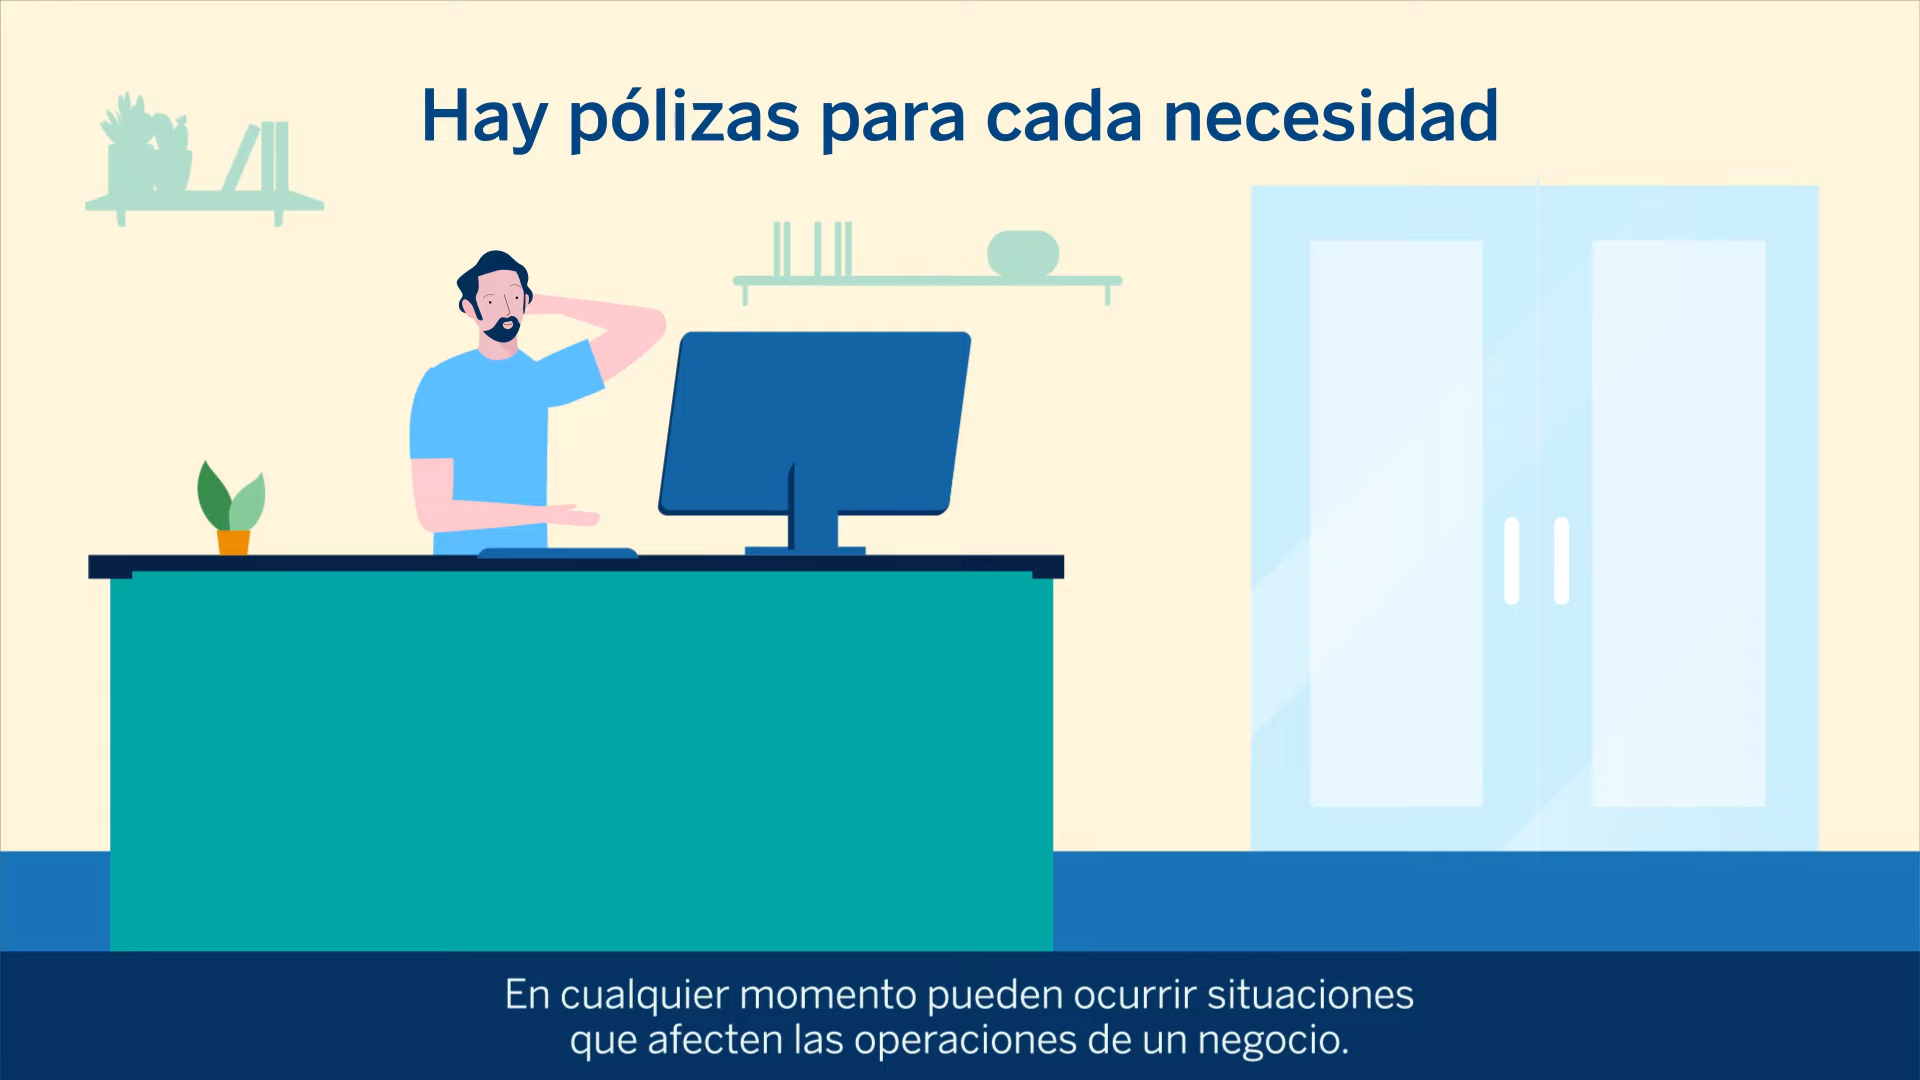 Hay pólizas para cada necesidad
En cualquier momento pueden ocurrir situaciones
que afecten las operaciones de un negocio.